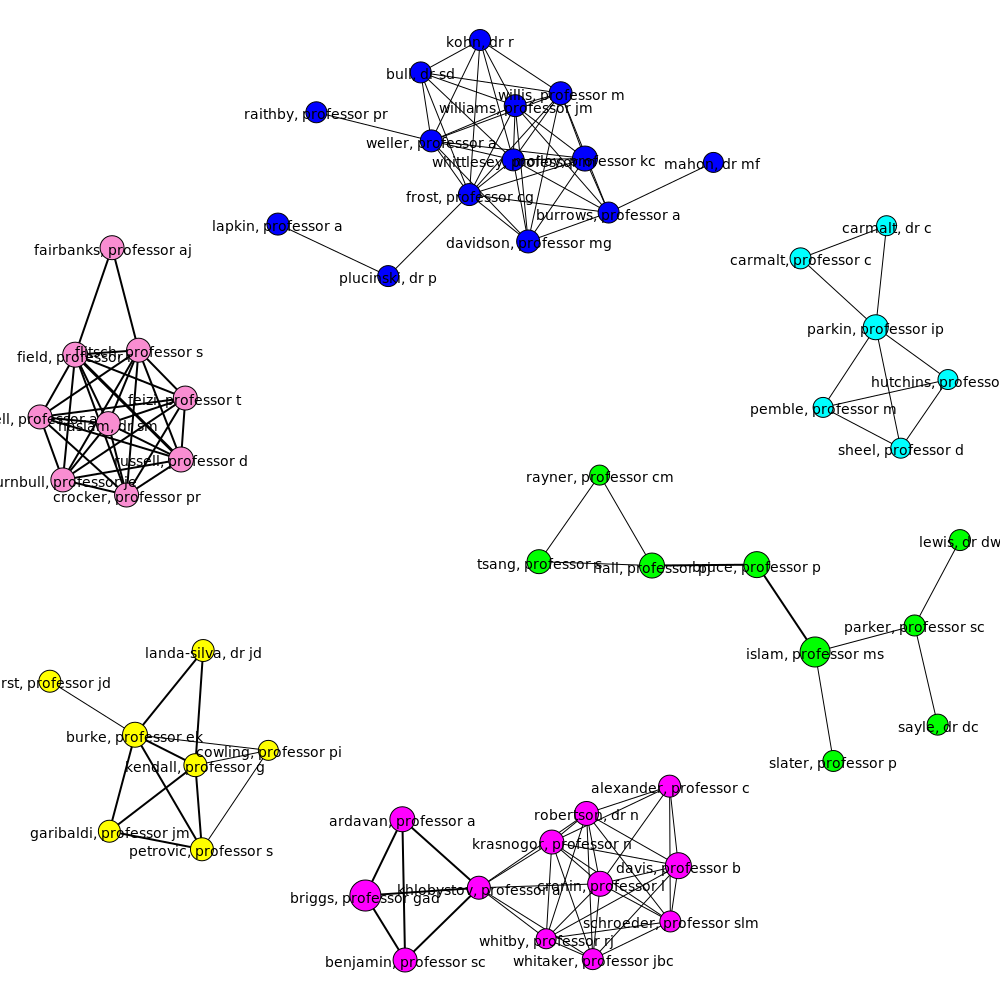 kohn, dr r
bull, dr sd
willis, professor m
williams, professor jm
raithby, professor pr
weller, professor a
whittlesey, professor
professor kc
mahon, dr mf
frost, professor cg
burrows, professor a
lapkin, professor a
davidson, professor mg
plucinski, dr p
carmalt, dr c
carmalt, professor c
parkin, professor ip
hutchins, professo
pemble, professor m
sheel, professor d
fairbanks, professor aj
flitsch, professor s
field, professor
feizi, professor t
ell, professor a
haslam, dr sm
russell, professor d
urnbull, professor je
crocker, professor pr
rayner, professor cm
tsang, professor s
hall, professor pj
bruce, professor p
lewis, dr dw
parker, professor sc
islam, professor ms
sayle, dr dc
slater, professor p
landa-silva, dr jd
rst, professor jd
burke, professor ek
cowling, professor pi
kendall, professor g
garibaldi, professor jm
petrovic, professor s
alexander, professor c
robertson, dr n
ardavan, professor a
krasnogor, professor n
davis, professor b
cronin, professor l
khlobystov, professor a
briggs, professor gad
schroeder, professor slm
whitby, professor rj
benjamin, professor sc
whitaker, professor jbc